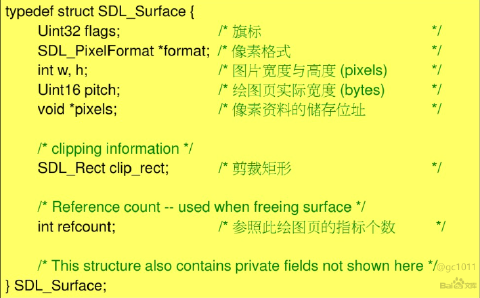 typedef struct SDL_Surface {
Uint32 flags; /* 旗标 */
SDL_PixelFormat *format; /* 像素格式 */
int w, h; /* 图片宽度与高度 (pixels) */
Uint16 pitch; /* 绘图页实际宽度 (bytes) */
void *pixels; /* 像素资料的储存位址 */
/* clipping information */
SDL_Rect clip_rect; /* 剪裁矩形 */
/* Reference count -- used when freeing surface */
int refcount; /* 参照此绘图页的指标个数 */
/* This structure also contains private fields not shown here */
@gc1011
} SDL_Surface;
Bai 百科